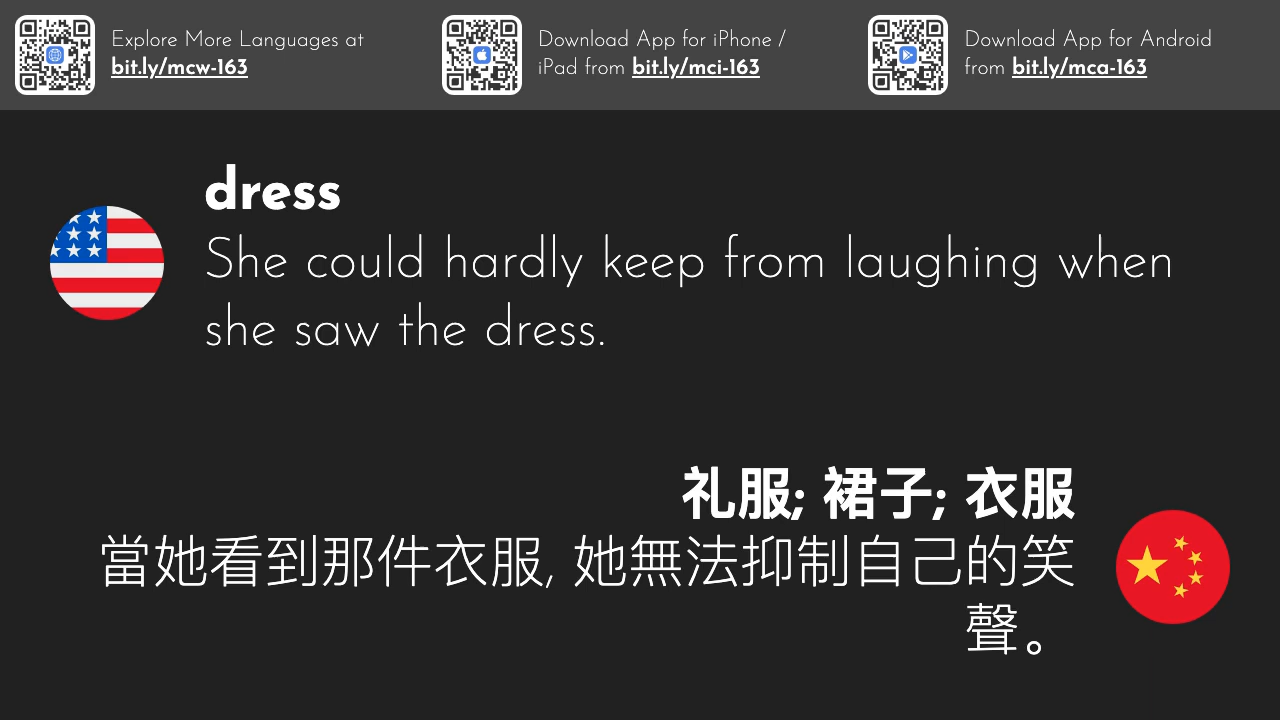 Explore More Languages at
bit.ly/mcw-163
Download App for iPhone /
iPad from bit.ly/mci-163
Download App for Android
from bit.ly/mca-163
dress
She could hardly keep from laughing when
she saw the dress.
礼服; 裙子; 衣服
當她看到那件衣服, 她無法抑制自己的笑
聲。